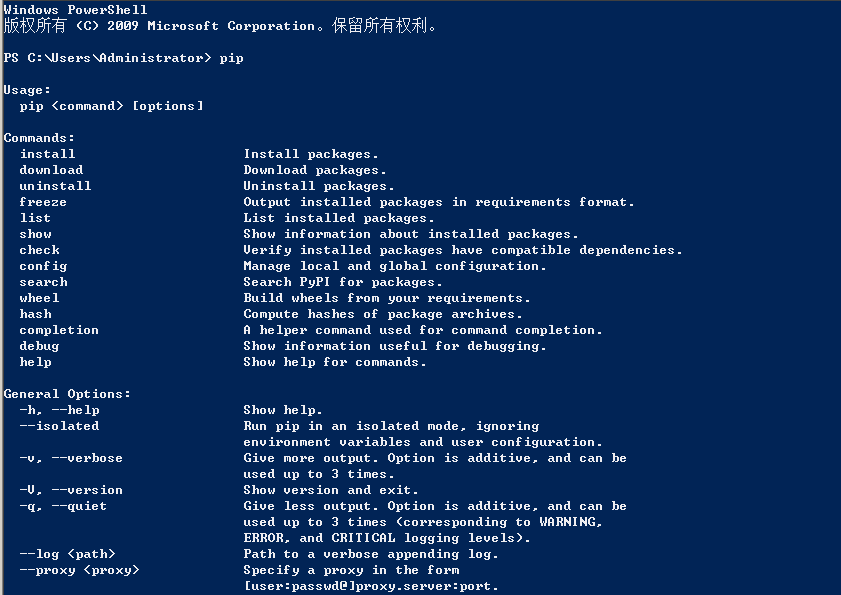 Windows PowerShell
版权所有 (C) 2009 Microsoft Corporation。保留所有权利。
PS C:\Users\Administrator> pip
Usage:
pip <command> [options]
Commands:
install Install packages.
download Download packages.
uninstall Uninstall packages.
freeze Output installed packages in requirements format.
list List installed packages.
show Show information about installed packages.
check Verify installed packages have compatible dependencies.
config Manage local and global configuration.
search Search PyPI for packages.
wheel Build wheels from your requirements.
hash Compute hashes of package archives.
completion A helper command used for command completion.
debug Show information useful for debugging.
help Show help for commands.
General Options:
-h, --help Show help.
--isolated Run pip in an isolated mode, ignoring
environment variables and user configuration.
-v, --verbose Give more output. Option is additive, and can be
used up to 3 times.
-V, --version Show version and exit.
-q, --quiet Give less output. Option is additive, and can be
used up to 3 times (corresponding to WARNING,
ERROR, and CRITICAL logging levels).
--log <path> Path to a verbose appending log.
--proxy <proxy> Specify a proxy in the form
[user:passwd@]proxy.server:port.